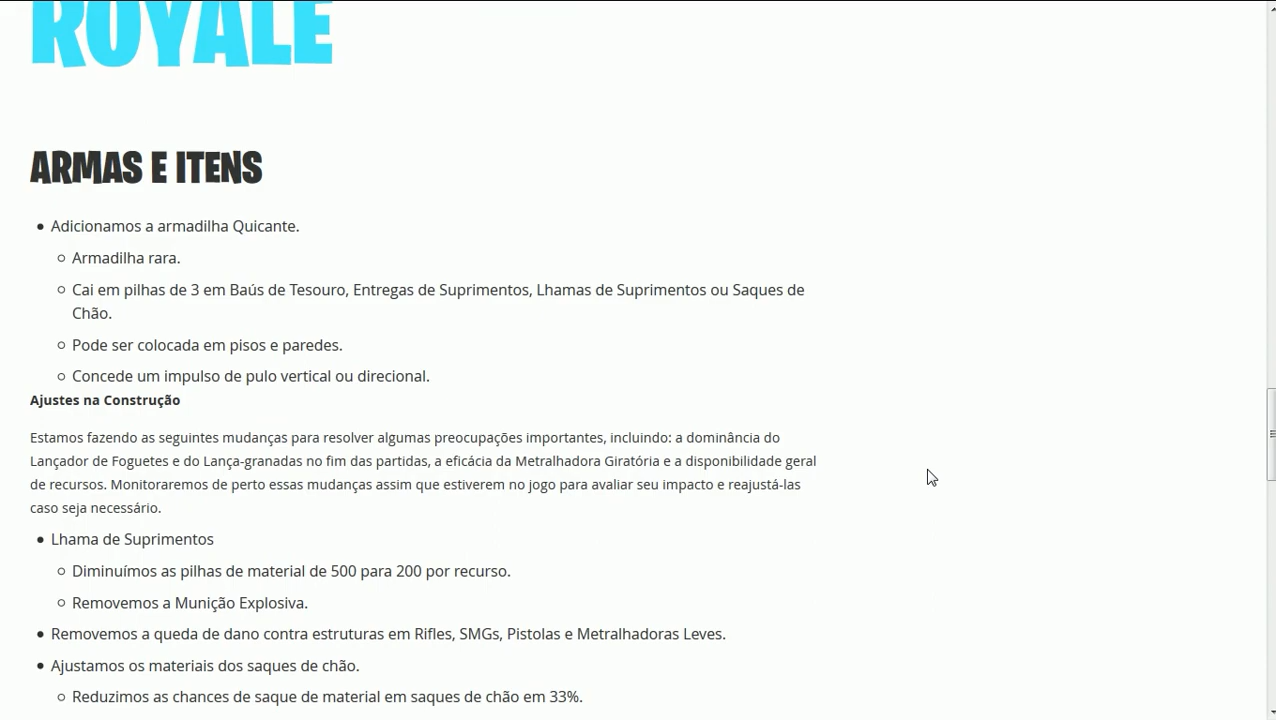 ROYALE
ARMAS E ITENS
Adicionamos a armadilha Quicante.
Armadilha rara.
Cai em pilhas de 3 em Baús de Tesouro, Entregas de Suprimentos, Lhamas de Suprimentos ou Saques de
Chão.
Pode ser colocada em pisos e paredes.
Concede um impulso de pulo vertical ou direcional.
Ajustes na Construção
Estamos fazendo as seguintes mudanças para resolver algumas preocupações importantes, incluindo: a dominância do
Lançador de Foguetes e do Lança-granadas no fim das partidas, a eficácia da Metralhadora Giratória e a disponibilidade geral
de recursos. Monitoraremos de perto essas mudanças assim que estiverem no jogo para avaliar seu impacto e reajustá-las
caso seja necessário.
Lhama de Suprimentos
Diminuímos as pilhas de material de 500 para 200 por recurso.
Removemos a Munição Explosiva.
Removemos a queda de dano contra estruturas em Rifles, SMGs, Pistolas e Metralhadoras Leves.
Ajustamos os materiais dos saques de chão.
Reduzimos as chances de saque de material em saques de chão em 33%.